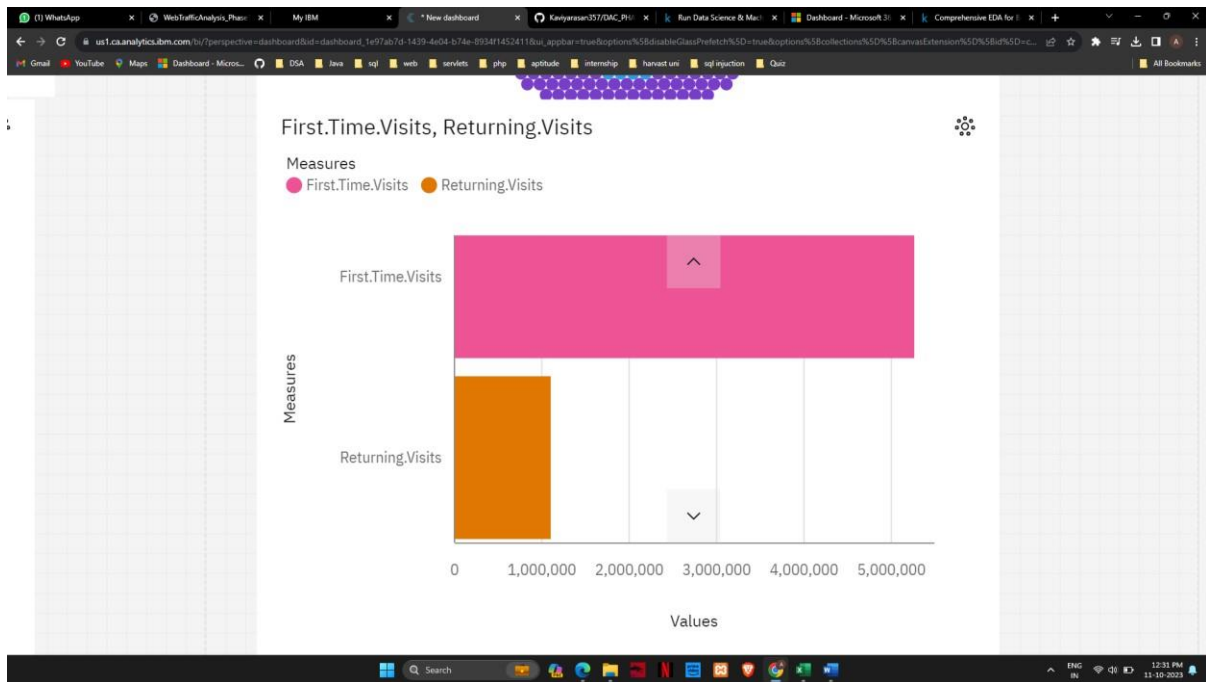 (1) WhatsApp
WebTrafficAnalysis_Phase
My IBM
* New dashboard
Kaviyarasan357/DAC_PHA
Run Data Science & Mach
Dashboard - Microsoft 36
Comprehensive EDA for
us1.ca.analytics.ibm.com/bi/?perspective=dashboard&id=dashboard_1e97ab7d-1439-4e04-b74e-8934f1452411&ui_appbar=true&options%5BdisableGlassPrefetch%5D=true&options%5Bcollections%5D%5BcanvasExtension%5D%5Bid%5D=c...
Gmail YouTube Maps Dashboard - Micros... DSA Java sql web servlets php aptitude internship harvast uni sql injuction Quiz All Bookmarks
First.Time.Visits, Returning.Visits
Measures
First.Time.Visits Returning.Visits
First.Time.Visits
Measures
Returning.Visits
0 1,000,000 2,000,000 3,000,000 4,000,000 5,000,000
Values
Search
ENG
IN
12:31 PM
11-10-2023